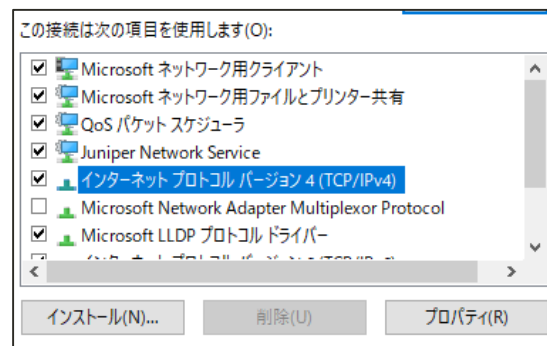 この接続は次の項目を使用します(O):
Microsoft ネットワーク用クライアント
Microsoft ネットワーク用ファイルとプリンター共有
QoS パケット スケジューラ
Juniper Network Service
インターネット プロトコル バージョン 4 (TCP/IPv4)
Microsoft Network Adapter Multiplexor Protocol
Microsoft LLDP プロトコル ドライバー
インストール(N)...
削除(U)
プロパティ(R)